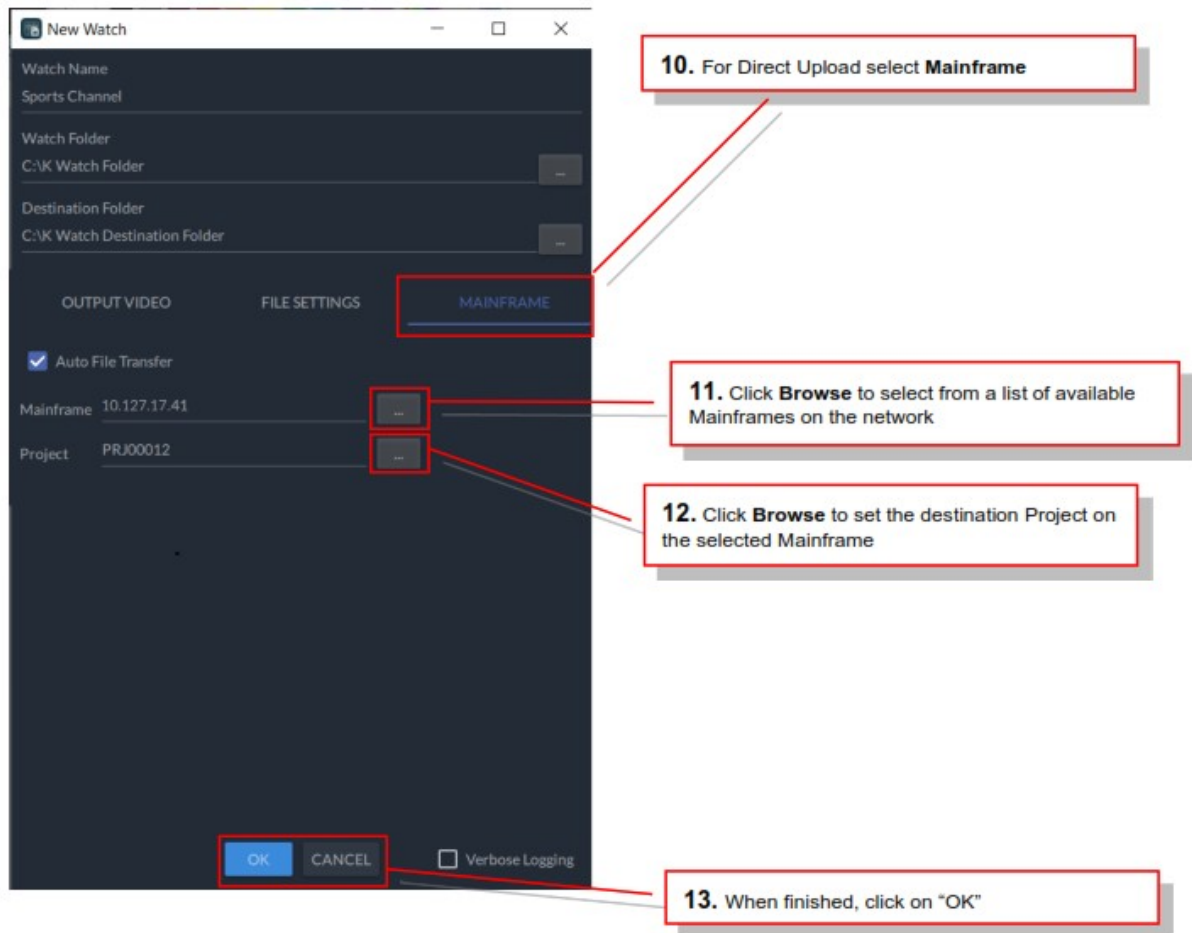 New Watch
Watch Name
Sports Channel
Watch Folder
C:\K Watch Folder
...
Destination Folder
C:\K Watch Destination Folder
...
OUTPUT VIDEO FILE SETTINGS MAINFRAME
Auto File Transfer
Mainframe 10.127.17.41 ...
Project PRJ00012 ...
OK CANCEL Verbose Logging
10. For Direct Upload select Mainframe
11. Click Browse to select from a list of available
Mainframes on the network
12. Click Browse to set the destination Project on
the selected Mainframe
13. When finished, click on “OK”